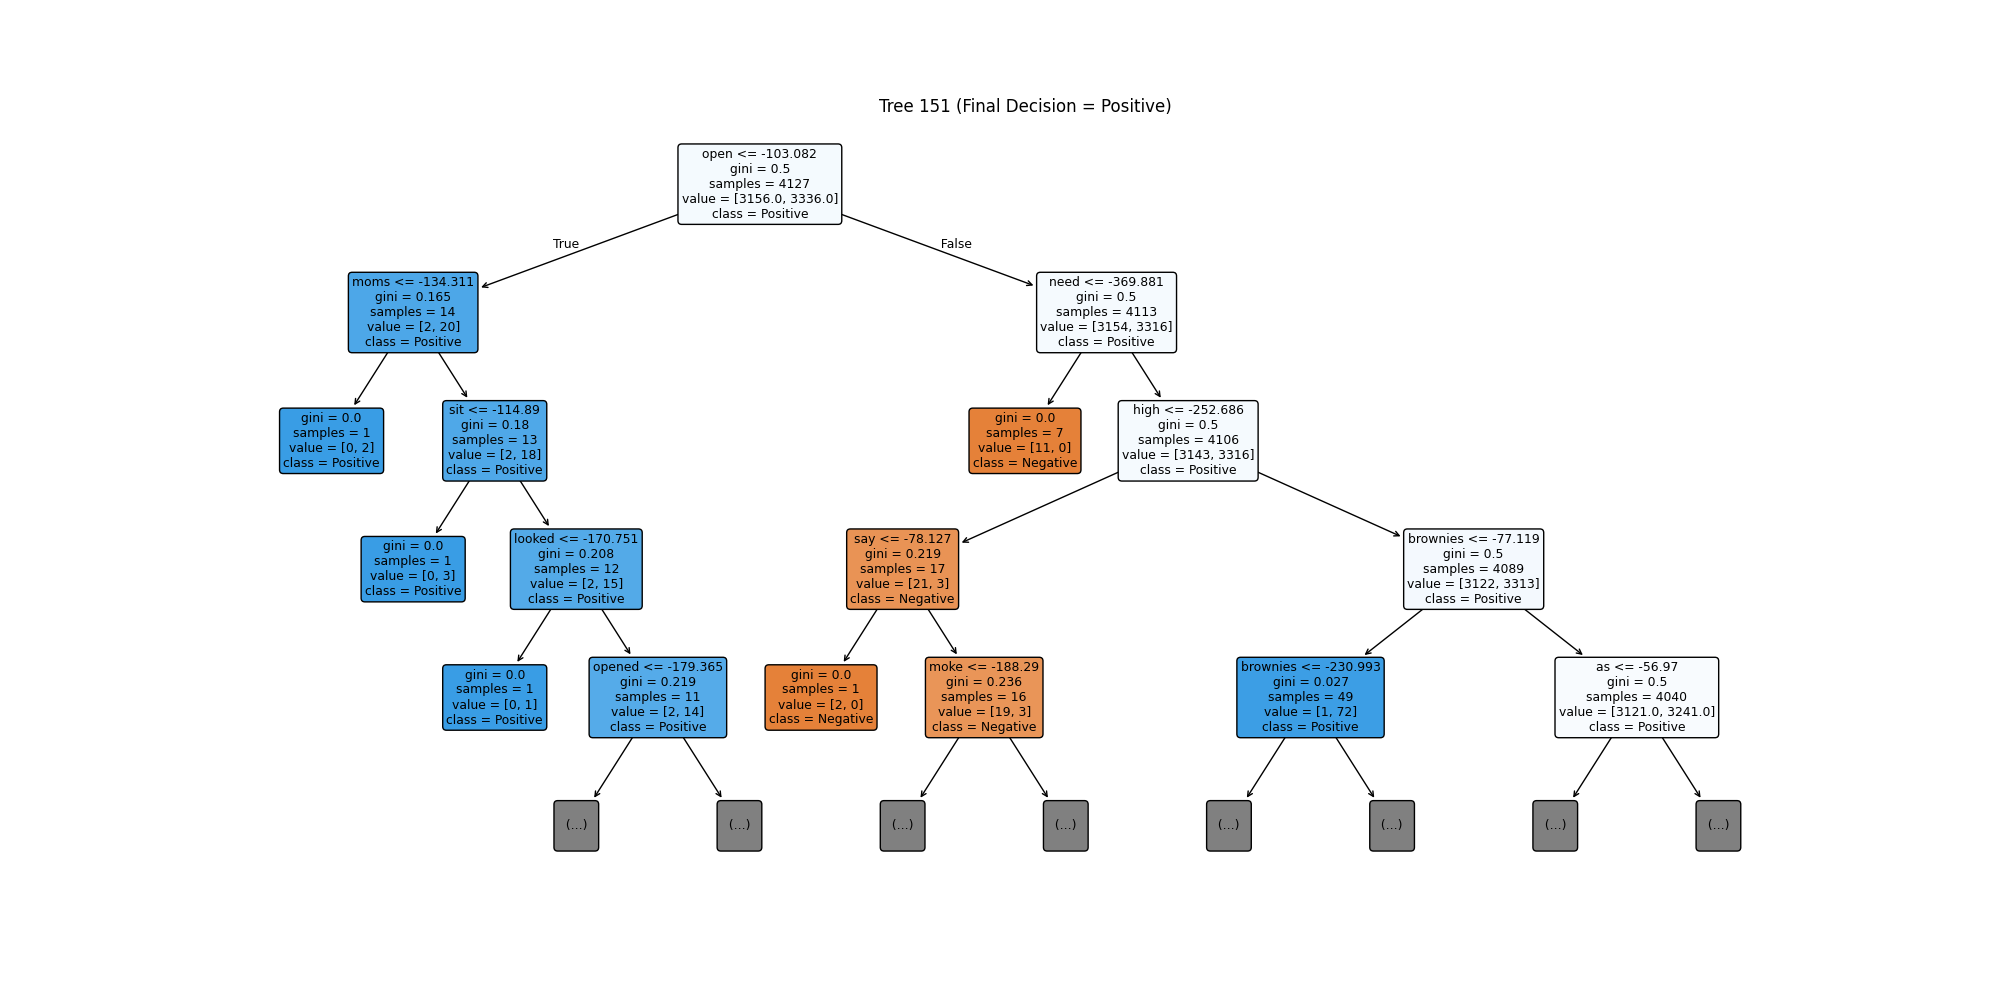 Tree 151 (Final Decision = Positive)
open <= -103.082
gini = 0.5
samples = 4127
value = [3156.0, 3336.0]
class = Positive
True
False
moms <= -134.311
gini = 0.165
samples = 14
value = [2, 20]
class = Positive
need <= -369.881
gini = 0.5
samples = 4113
value = [3154, 3316]
class = Positive
gini = 0.0
samples = 1
value = [0, 2]
class = Positive
sit <= -114.89
gini = 0.18
samples = 13
value = [2, 18]
class = Positive
gini = 0.0
samples = 7
value = [11, 0]
class = Negative
high <= -252.686
gini = 0.5
samples = 4106
value = [3143, 3316]
class = Positive
gini = 0.0
samples = 1
value = [0, 3]
class = Positive
looked <= -170.751
gini = 0.208
samples = 12
value = [2, 15]
class = Positive
say <= -78.127
gini = 0.219
samples = 17
value = [21, 3]
class = Negative
brownies <= -77.119
gini = 0.5
samples = 4089
value = [3122, 3313]
class = Positive
gini = 0.0
samples = 1
value = [0, 1]
class = Positive
opened <= -179.365
gini = 0.219
samples = 11
value = [2, 14]
class = Positive
gini = 0.0
samples = 1
value = [2, 0]
class = Negative
moke <= -188.29
gini = 0.236
samples = 16
value = [19, 3]
class = Negative
brownies <= -230.993
gini = 0.027
samples = 49
value = [1, 72]
class = Positive
as <= -56.97
gini = 0.5
samples = 4040
value = [3121.0, 3241.0]
class = Positive
(...)
(...)
(...)
(...)
(...)
(...)
(...)
(...)